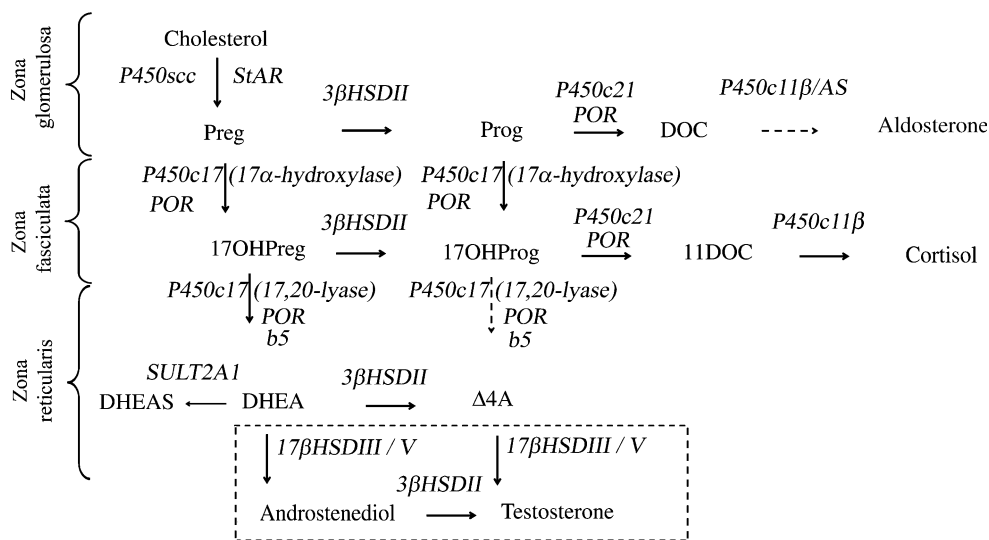 Zona
glomerulosa
Cholesterol
P450scc StAR
3βHSDII
P450c21
POR
P450c11β/AS
Preg
Prog
DOC
Aldosterone
Zona
fasciculata
P450c17 (17α-hydroxylase)
POR
P450c17 (17α-hydroxylase)
POR
3βHSDII
P450c21
POR
P450c11β
17OHPreg
17OHProg
11DOC
Cortisol
Zona
reticularis
P450c17 (17,20-lyase)
POR
b5
P450c17 (17,20-lyase)
POR
b5
SULT2A1
3βHSDII
DHEAS
DHEA
Δ4A
17βHSDIII / V
17βHSDIII / V
3βHSDII
Androstenediol
Testosterone